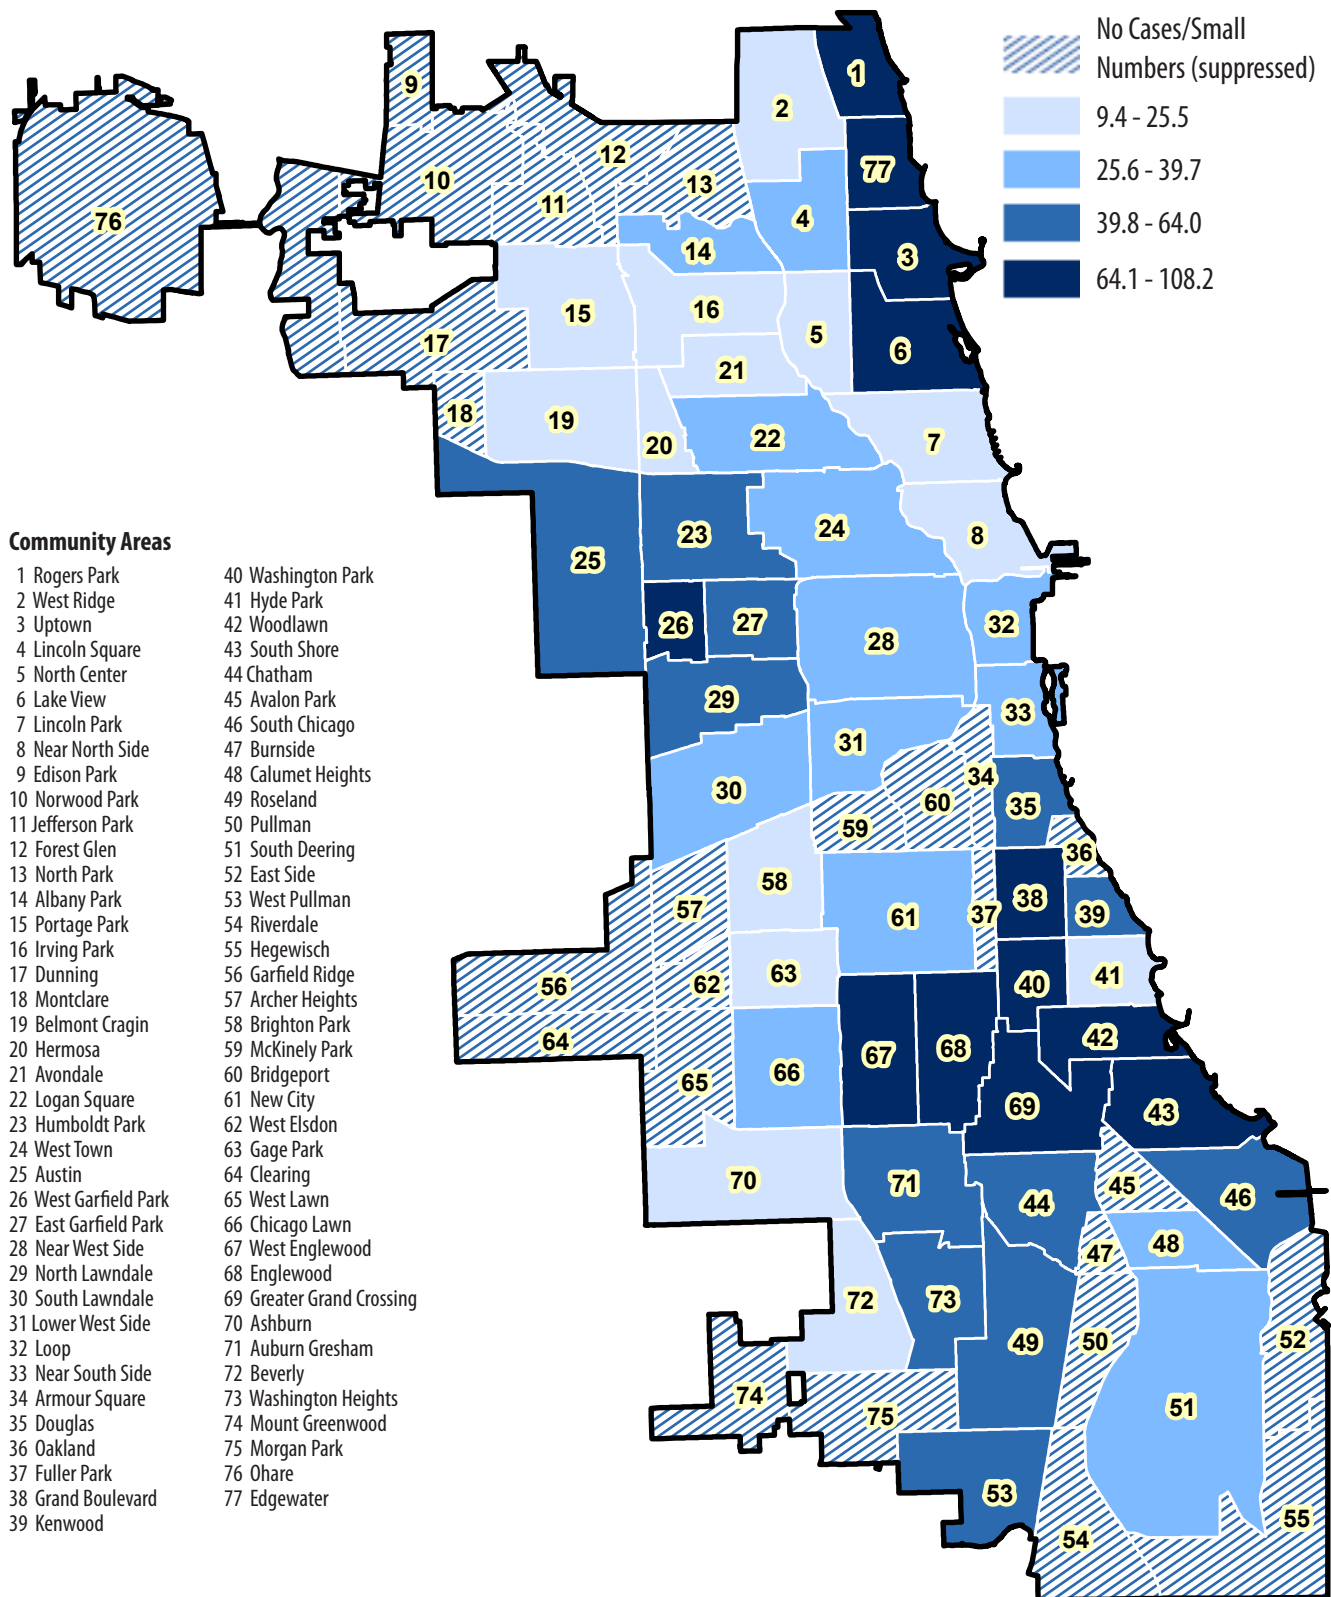 No Cases/Small
Numbers (suppressed)
9.4 - 25.5
25.6 - 39.7
39.8 - 64.0
64.1 - 108.2
1
9
2
12
77
13
10
11
76
4
14
3
16
15
5
17
6
21
18
19
7
20
22
24
23
8
25
26
27
32
28
29
33
31
34
30
60
35
59
36
58
38
57
61
37
39
63
41
56
62
40
42
64
68
67
66
65
69
43
70
71
45
44
46
48
47
72
73
49
50
52
74
51
75
53
55
54
Community Areas
1 Rogers Park
2 West Ridge
3 Uptown
4 Lincoln Square
5 North Center
6 Lake View
7 Lincoln Park
8 Near North Side
9 Edison Park
10 Norwood Park
11 Jefferson Park
12 Forest Glen
13 North Park
14 Albany Park
15 Portage Park
16 Irving Park
17 Dunning
18 Montclare
19 Belmont Cragin
20 Hermosa
21 Avondale
22 Logan Square
23 Humboldt Park
24 West Town
25 Austin
26 West Garfield Park
27 East Garfield Park
28 Near West Side
29 North Lawndale
30 South Lawndale
31 Lower West Side
32 Loop
33 Near South Side
34 Armour Square
35 Douglas
36 Oakland
37 Fuller Park
38 Grand Boulevard
39 Kenwood
40 Washington Park
41 Hyde Park
42 Woodlawn
43 South Shore
44 Chatham
45 Avalon Park
46 South Chicago
47 Burnside
48 Calumet Heights
49 Roseland
50 Pullman
51 South Deering
52 East Side
53 West Pullman
54 Riverdale
55 Hegewisch
56 Garfield Ridge
57 Archer Heights
58 Brighton Park
59 McKinely Park
60 Bridgeport
61 New City
62 West Elsdon
63 Gage Park
64 Clearing
65 West Lawn
66 Chicago Lawn
67 West Englewood
68 Englewood
69 Greater Grand Crossing
70 Ashburn
71 Auburn Gresham
72 Beverly
73 Washington Heights
74 Mount Greenwood
75 Morgan Park
76 Ohare
77 Edgewater